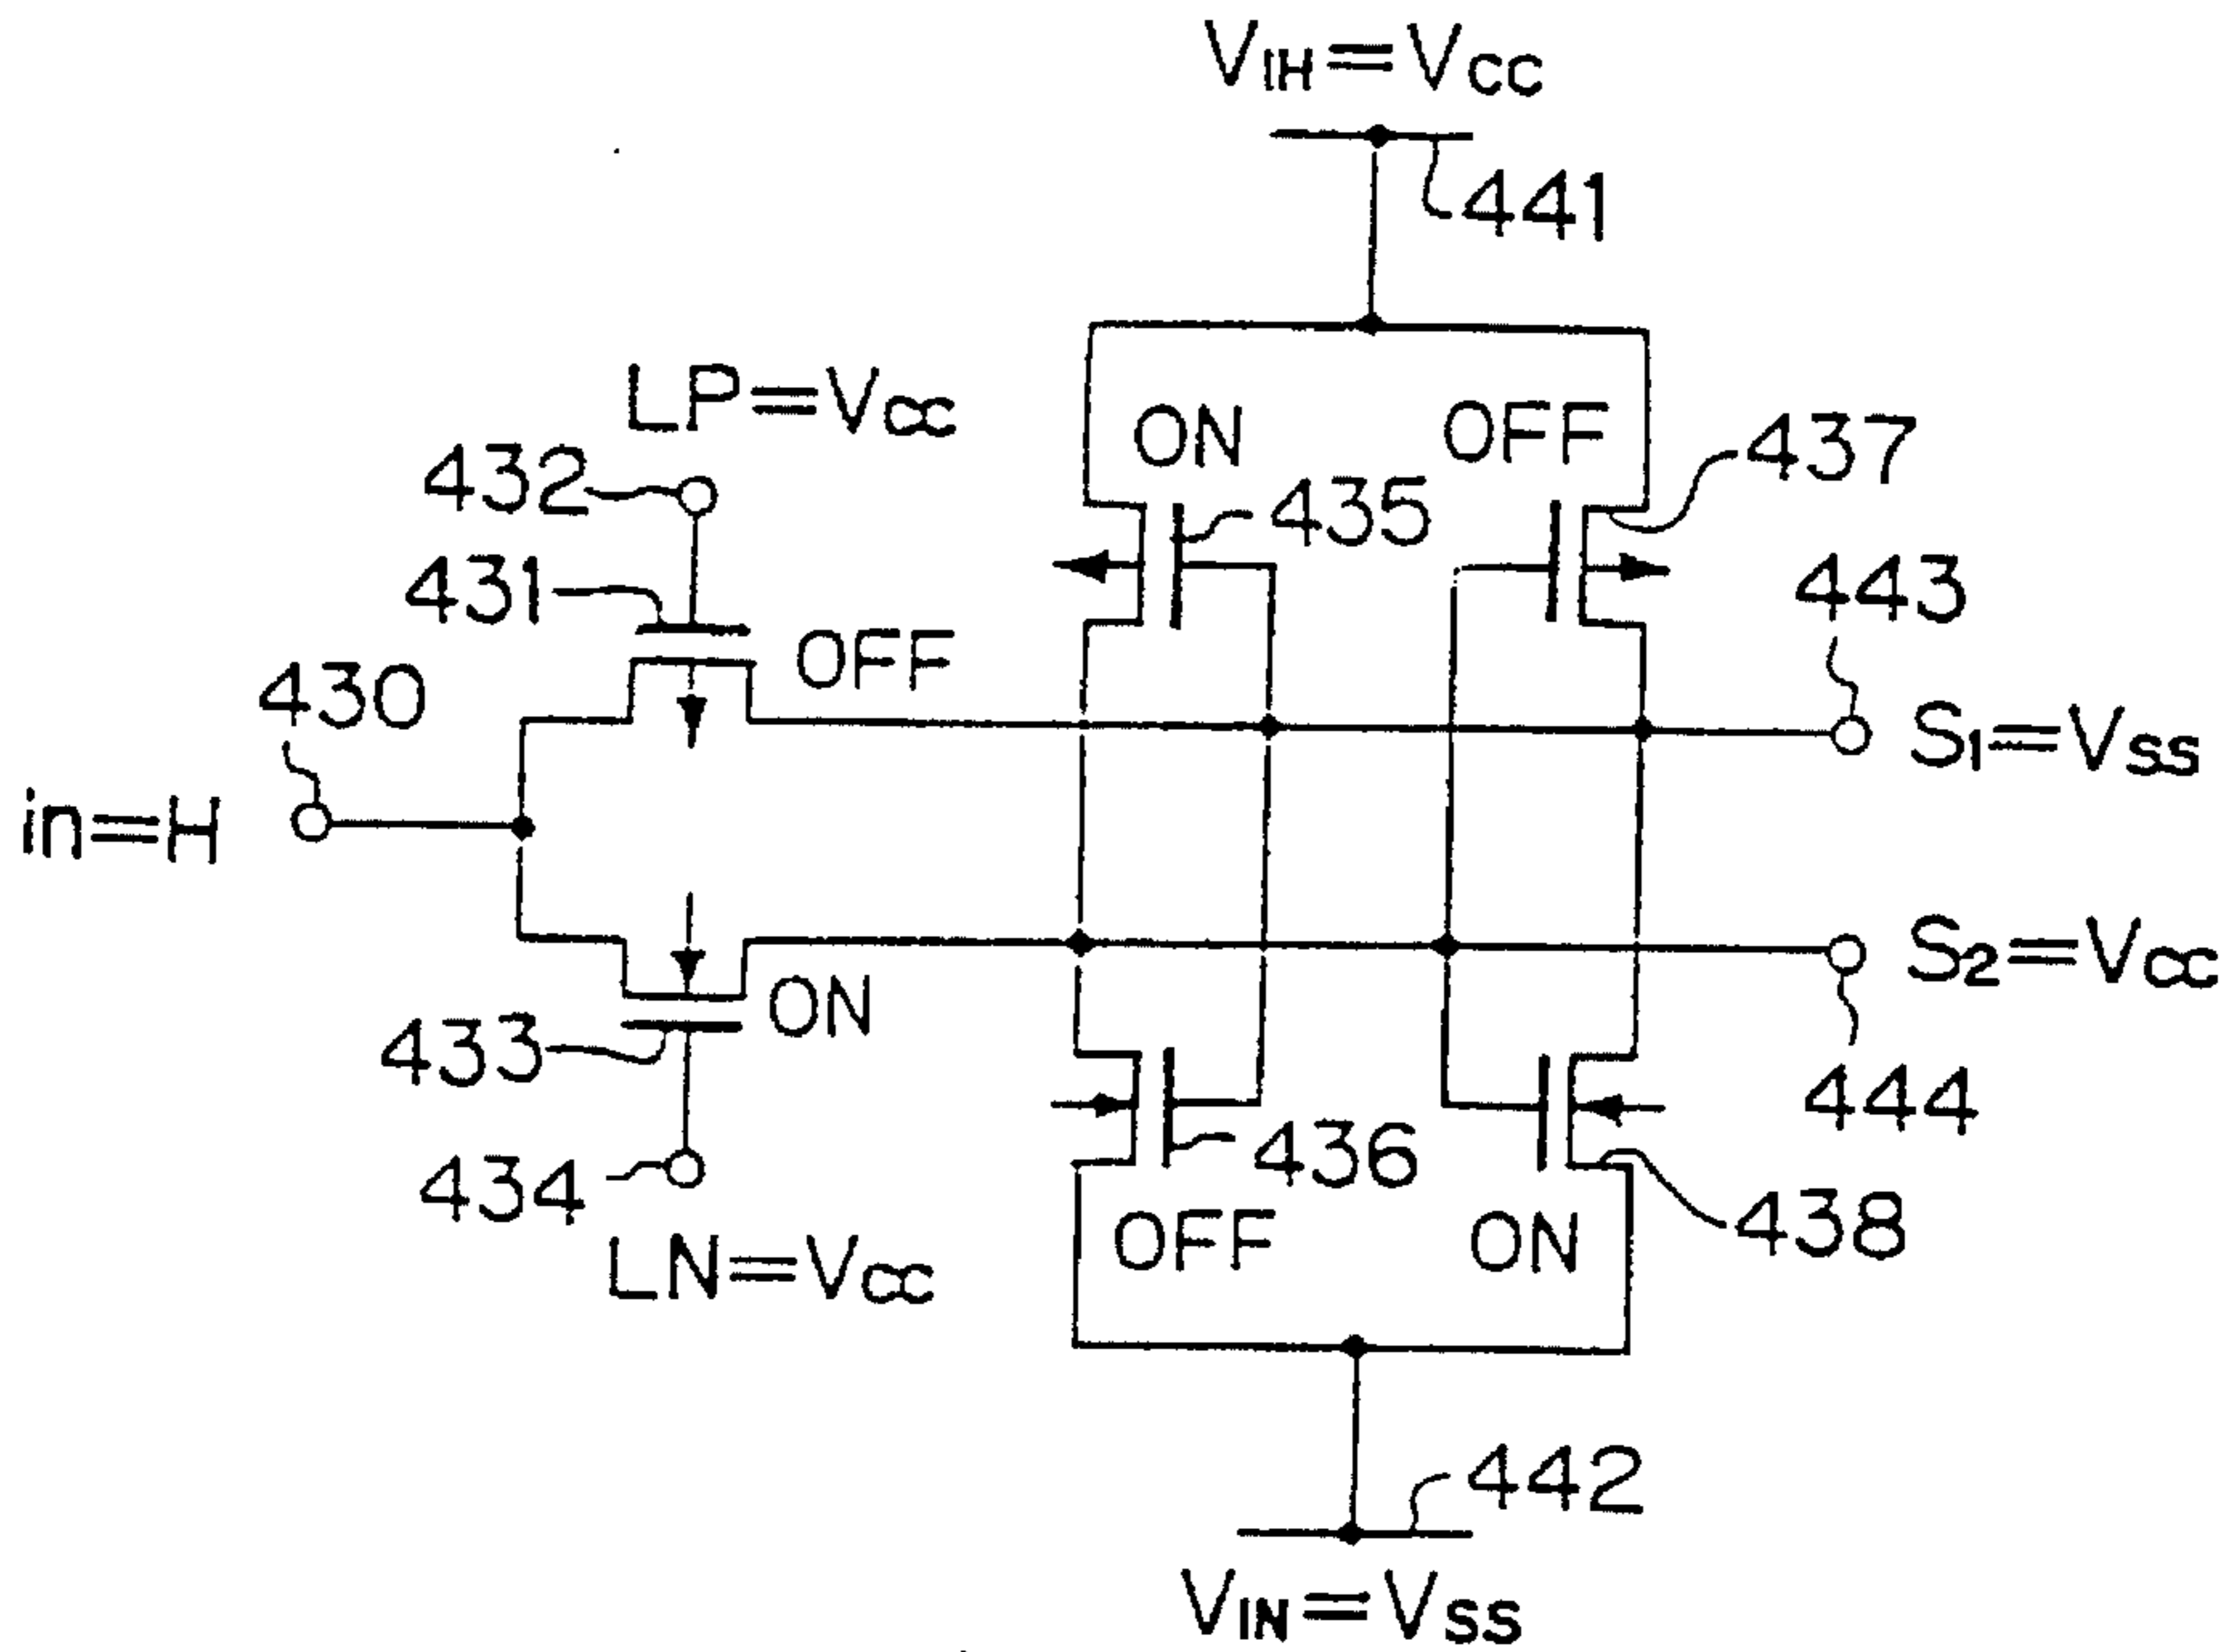 VIH=VCC
441
LP=VCC
432
ON
OFF
437
435
431
443
OFF
430
S1=VSS
in=H
S2=VCC
433
ON
444
434
436
438
OFF
ON
LN=VCC
442
VIN=VSS